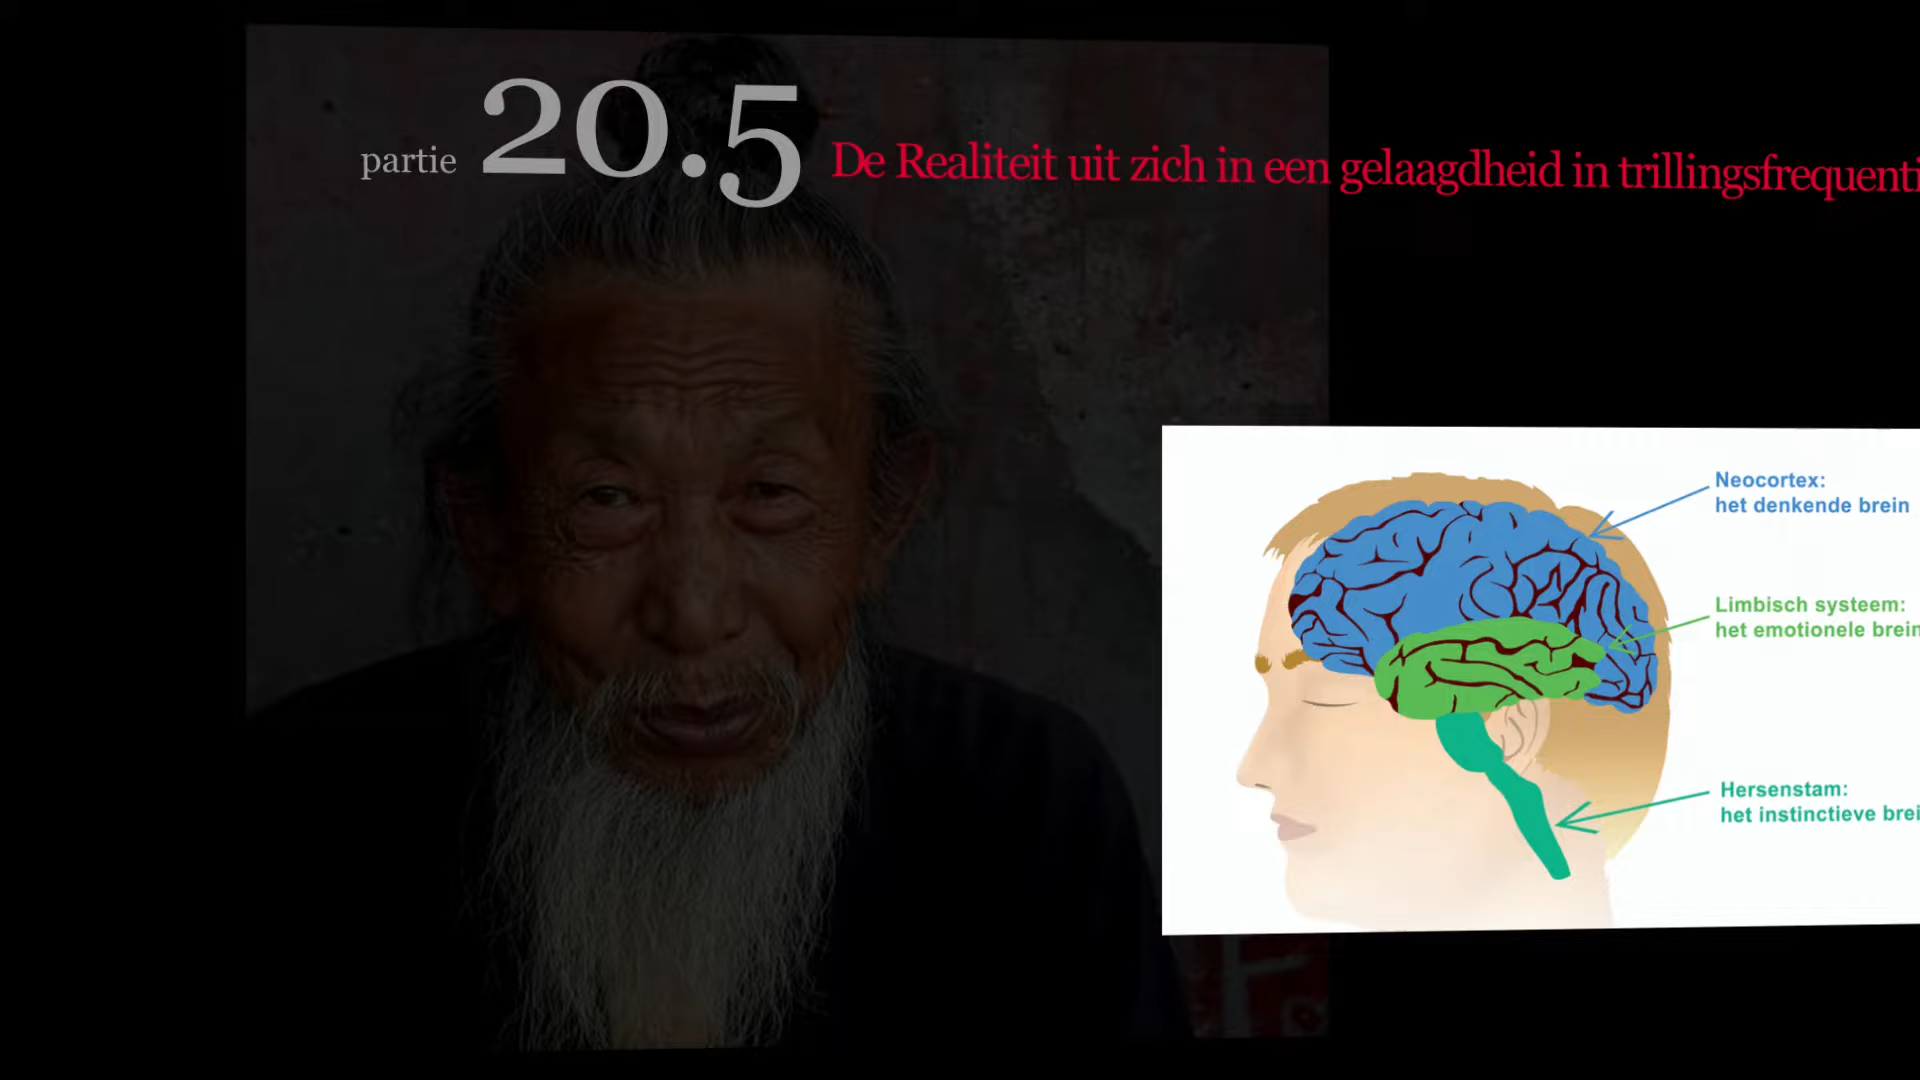 partie 20.5 De Realiteit uit zich in een gelaagdheid in trillingsfrequenti
Neocortex:
het denkende brein
Limbisch systeem:
het emotionele brein
Hersenstam:
het instinctieve brei